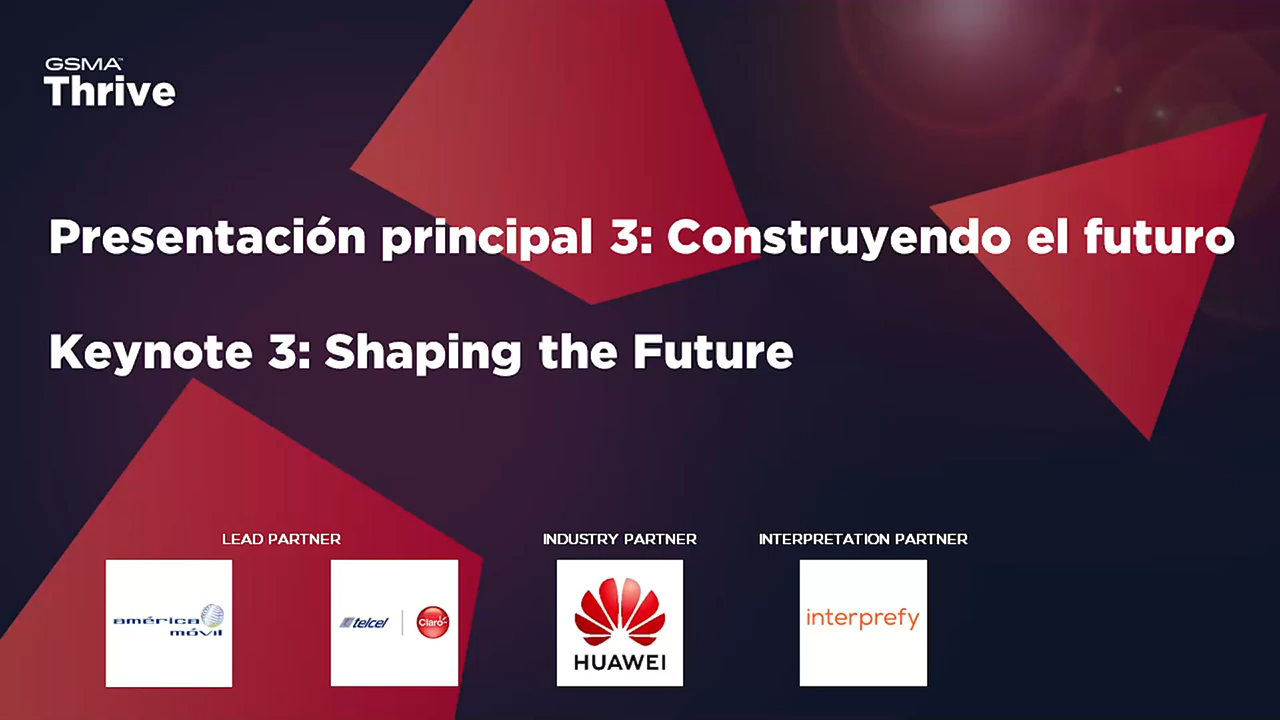 GSMA™
Thrive
Presentación principal 3: Construyendo el futuro
Keynote 3: Shaping the Future
LEAD PARTNER
INDUSTRY PARTNER
INTERPRETATION PARTNER
américa
móvil
telcel
Claro
HUAWEI
interprefy